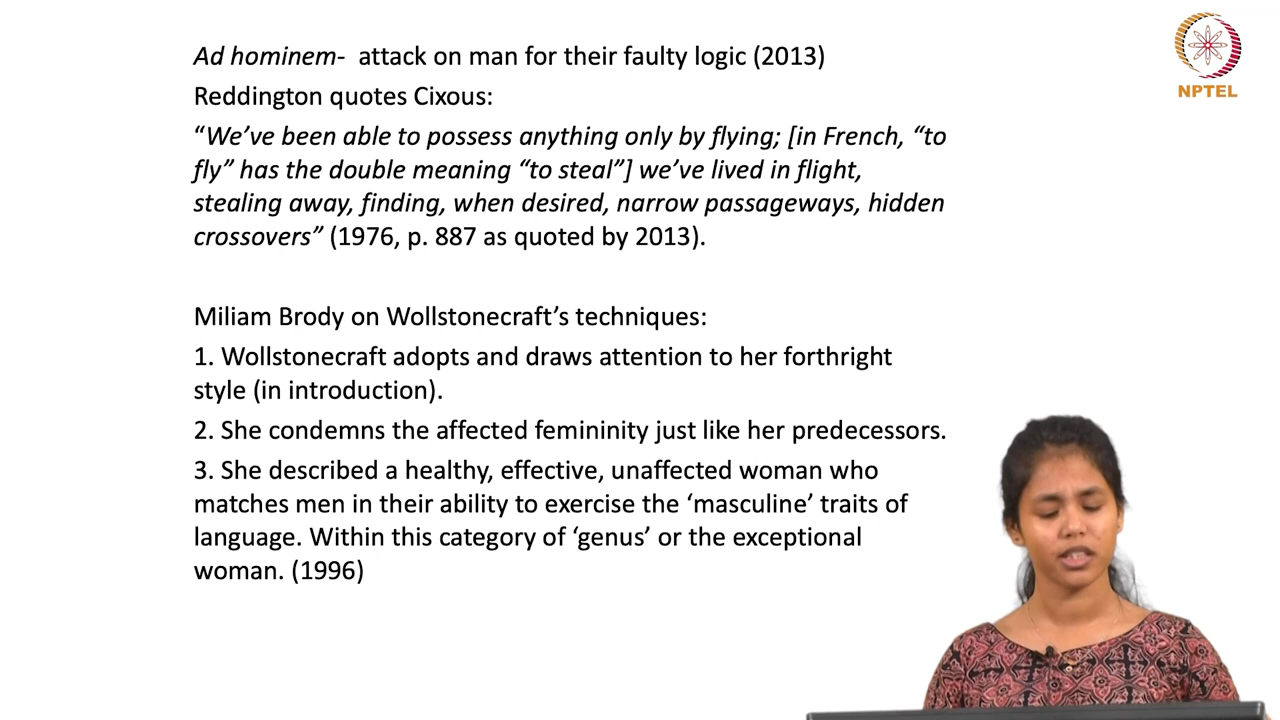 Ad hominem-  attack on man for their faulty logic (2013)
Reddington quotes Cixous:
“We’ve been able to possess anything only by flying; [in French, “to
fly” has the double meaning “to steal”] we’ve lived in flight,
stealing away, finding, when desired, narrow passageways, hidden
crossovers” (1976, p. 887 as quoted by 2013).
Miliam Brody on Wollstonecraft’s techniques:
1. Wollstonecraft adopts and draws attention to her forthright
style (in introduction).
2. She condemns the affected femininity just like her predecessors.
3. She described a healthy, effective, unaffected woman who
matches men in their ability to exercise the ‘masculine’ traits of
language. Within this category of ‘genus’ or the exceptional
woman. (1996)
NPTEL